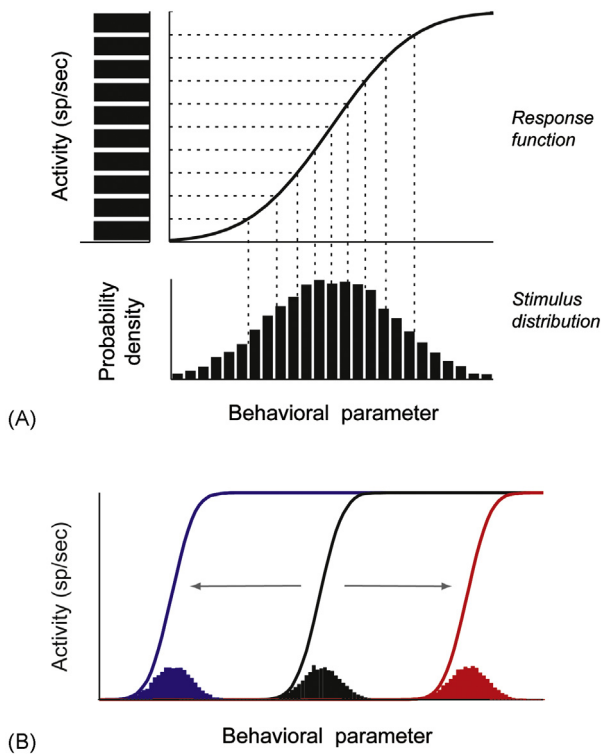 Activity (sp/sec)
Response
function
Probability
density
Stimulus
distribution
Behavioral parameter
(A)
Activity (sp/sec)
Behavioral parameter
(B)